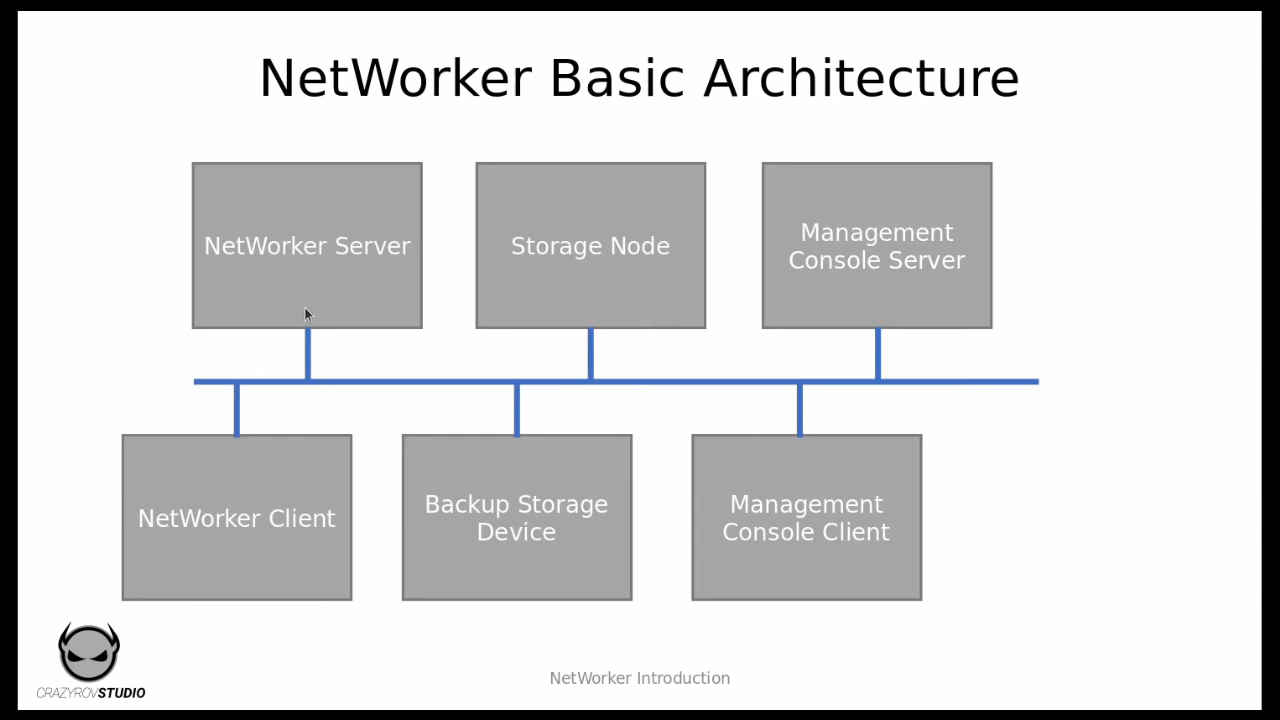 NetWorker Basic Architecture
NetWorker Server
Storage Node
Management
Console Server
NetWorker Client
Backup Storage
Device
Management
Console Client
CRAZYROVSTUDIO
NetWorker Introduction